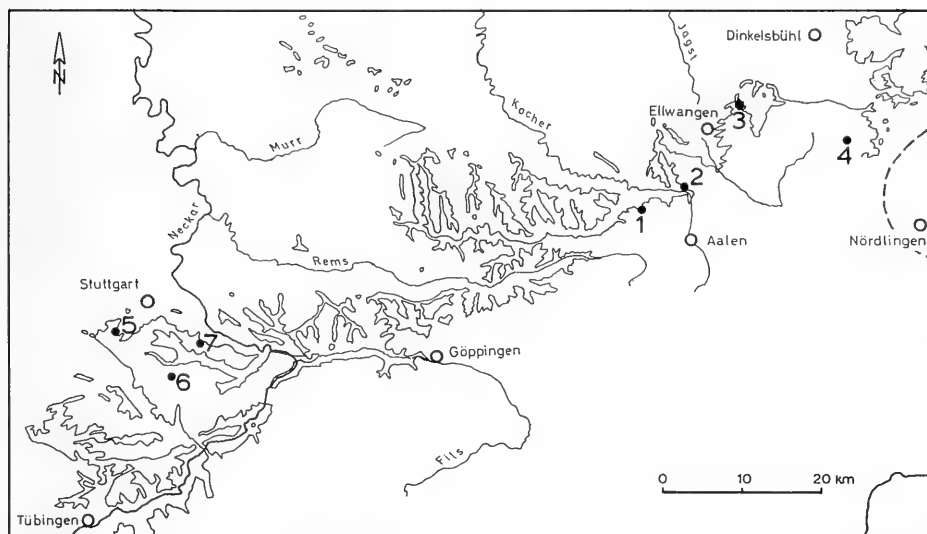 N
Dinkelsbühl
Jagst
Kocher
Ellwangen
3
4
Murr
2
1
Neckar
Aalen
Nördlingen
Rems
Stuttgart
5
7
6
Göppingen
Fils
0 10 20 km
Tübingen